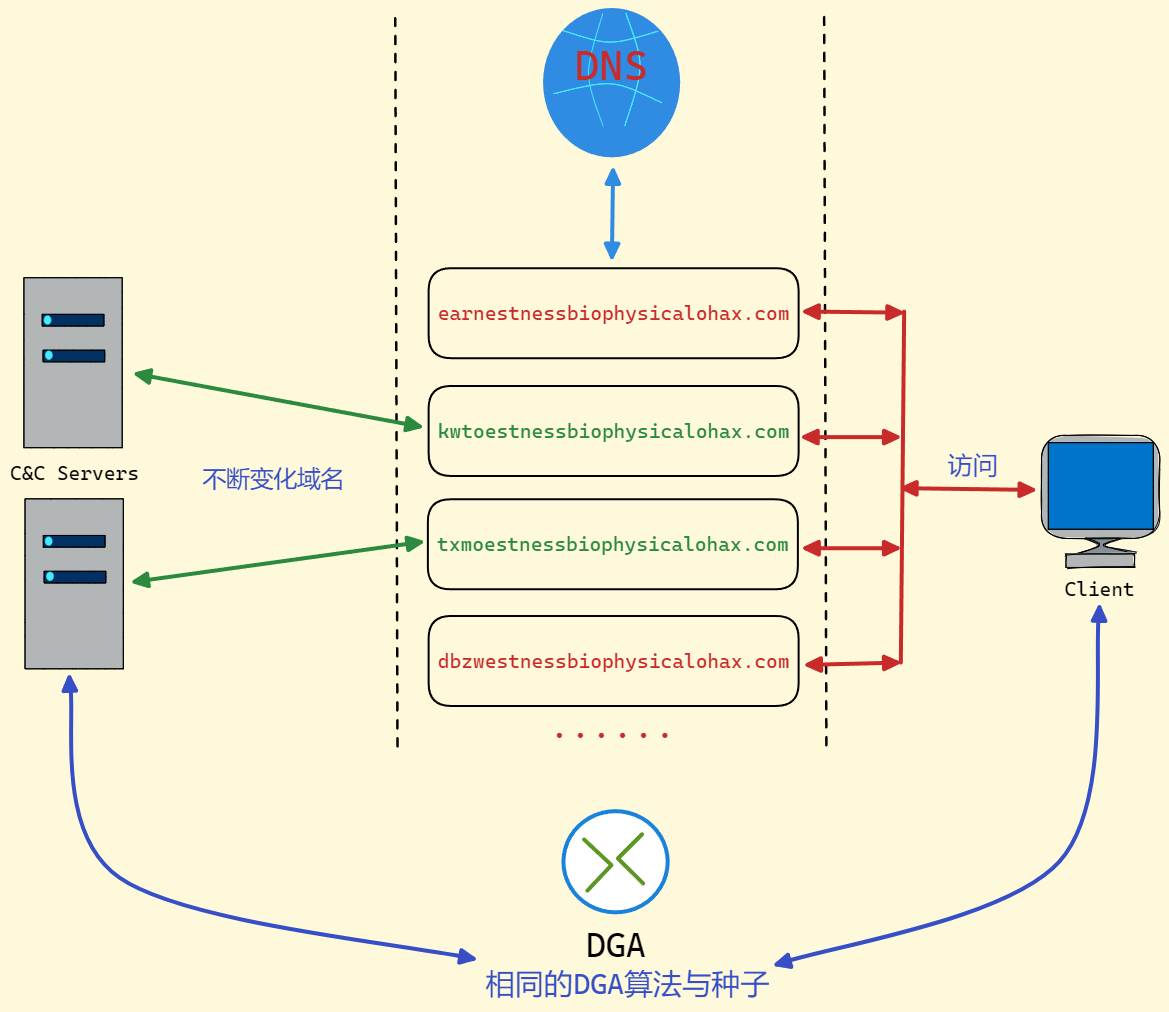 DNS
earnestnessbiophysicalohax.com
kwtoestnessbiophysicalohax.com
C&C Servers
不断变化域名
访问
txmoestnessbiophysicalohax.com
Client
dbzwestnessbiophysicalohax.com
......
DGA
相同的DGA算法与种子